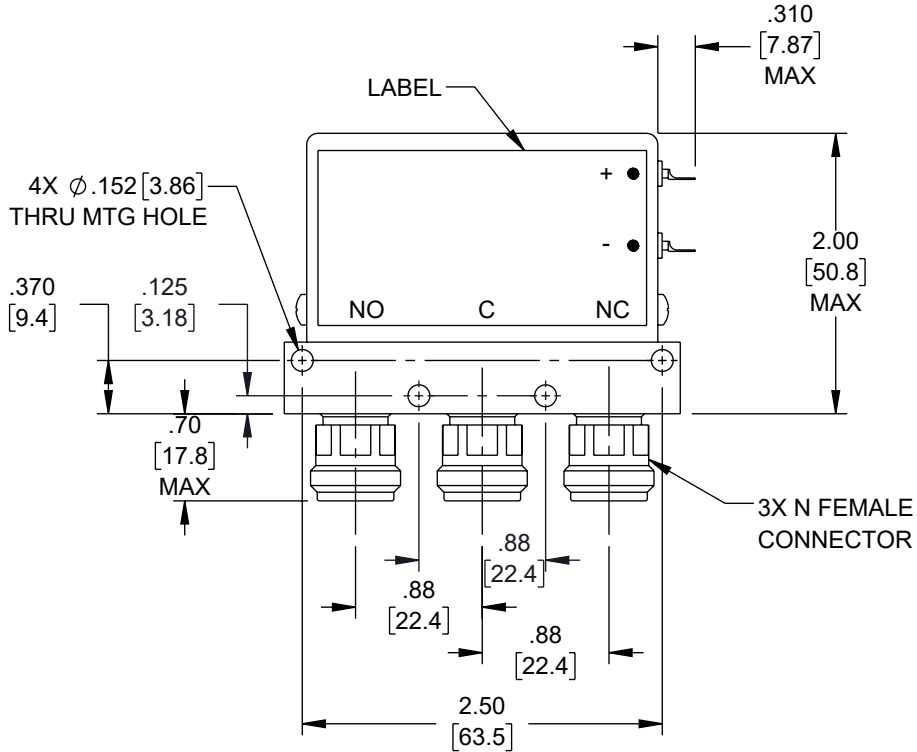 .310
[7.87]
MAX
LABEL
+
4X ⌀.152[3.86]
THRU MTG HOLE
-
2.00
[50.8]
MAX
.370
[9.4]
.125
[3.18]
NO C NC
.70
[17.8]
MAX
3X N FEMALE
CONNECTOR
.88
[22.4]
.88
[22.4]
.88
[22.4]
2.50
[63.5]